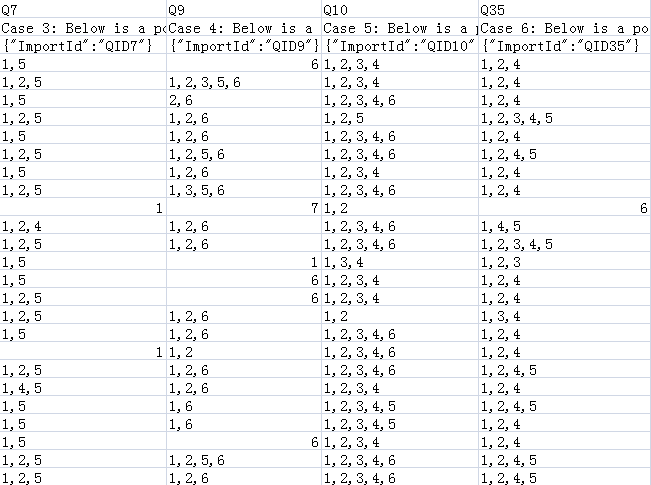 Q7 Q9 Q10 Q35
Case 3: Below is a po Case 4: Below is a Case 5: Below is a po Case 6: Below is a po
{"ImportId":"QID7"} {"ImportId":"QID9"} {"ImportId":"QID10" {"ImportId":"QID35"}
1,5 6 1,2,3,4 1,2,4
1,2,5 1,2,3,5,6 1,2,3,4 1,2,4
1,5 2,6 1,2,3,4,6 1,2,4
1,2,5 1,2,6 1,2,5 1,2,3,4,5
1,5 1,2,6 1,2,3,4,6 1,2,4
1,2,5 1,2,5,6 1,2,3,4,6 1,2,4,5
1,5 1,2,6 1,2,3,4 1,2,4
1,2,5 1,3,5,6 1,2,3,4,6 1,2,4
1 7 1,2 6
1,2,4 1,2,6 1,2,3,4,6 1,4,5
1,2,5 1,2,6 1,2,3,4,6 1,2,3,4,5
1,5 1 1,3,4 1,2,3
1,5 6 1,2,3,4 1,2,4
1,2,5 6 1,2,3,4 1,2,4
1,2,5 1,2,6 1,2 1,3,4
1,5 1,2,6 1,2,3,4,6 1,2,4
1 1,2 1,2,3,4,6 1,2,4
1,2,5 1,2,6 1,2,3,4,6 1,2,4,5
1,4,5 1,2,6 1,2,3,4 1,2,4
1,5 1,6 1,2,3,4,5 1,2,4,5
1,5 1,6 1,2,3,4,5 1,2,4
1,5 6 1,2,3,4 1,2,4
1,2,5 1,2,5,6 1,2,3,4,6 1,2,4,5
1,2,5 1,2,6 1,2,3,4,6 1,2,4,5